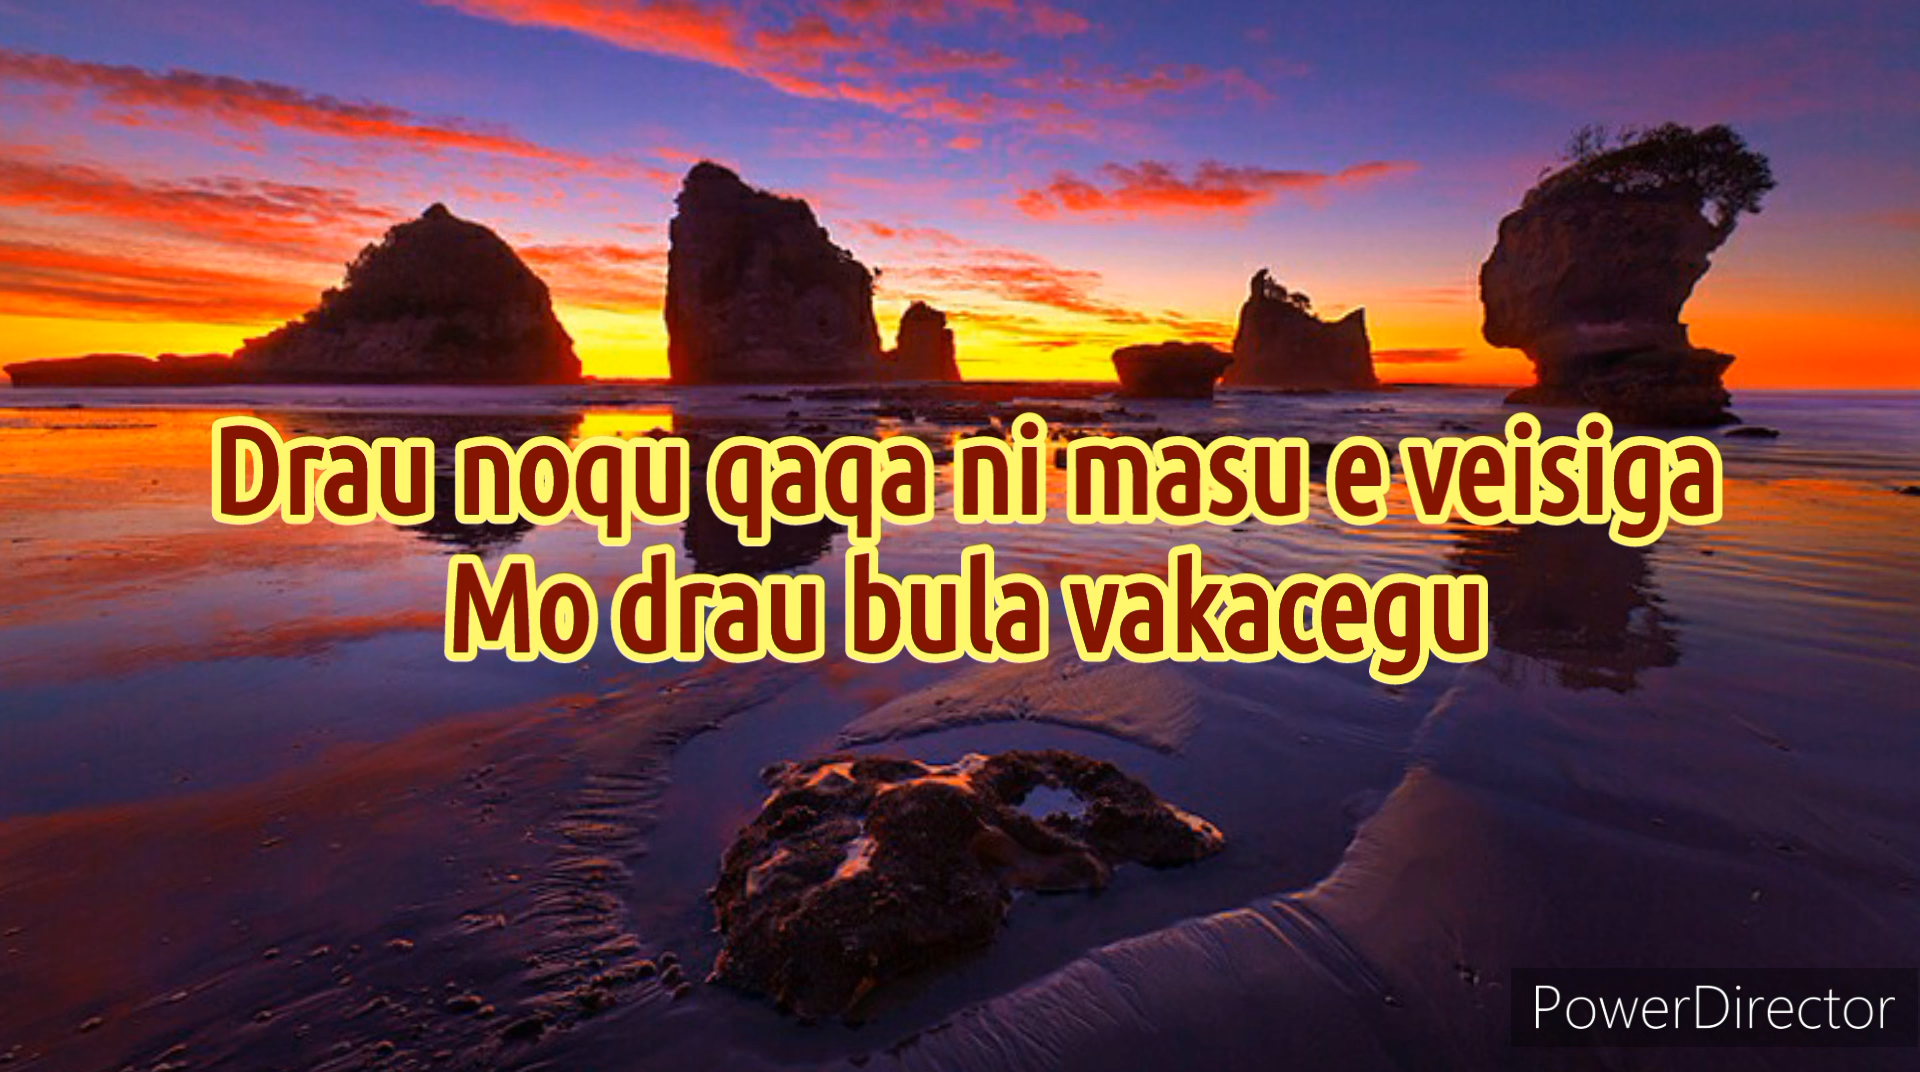 Drau noqu qaqa ni masu e veisiga
Mo drau bula vakacegu
PowerDirector